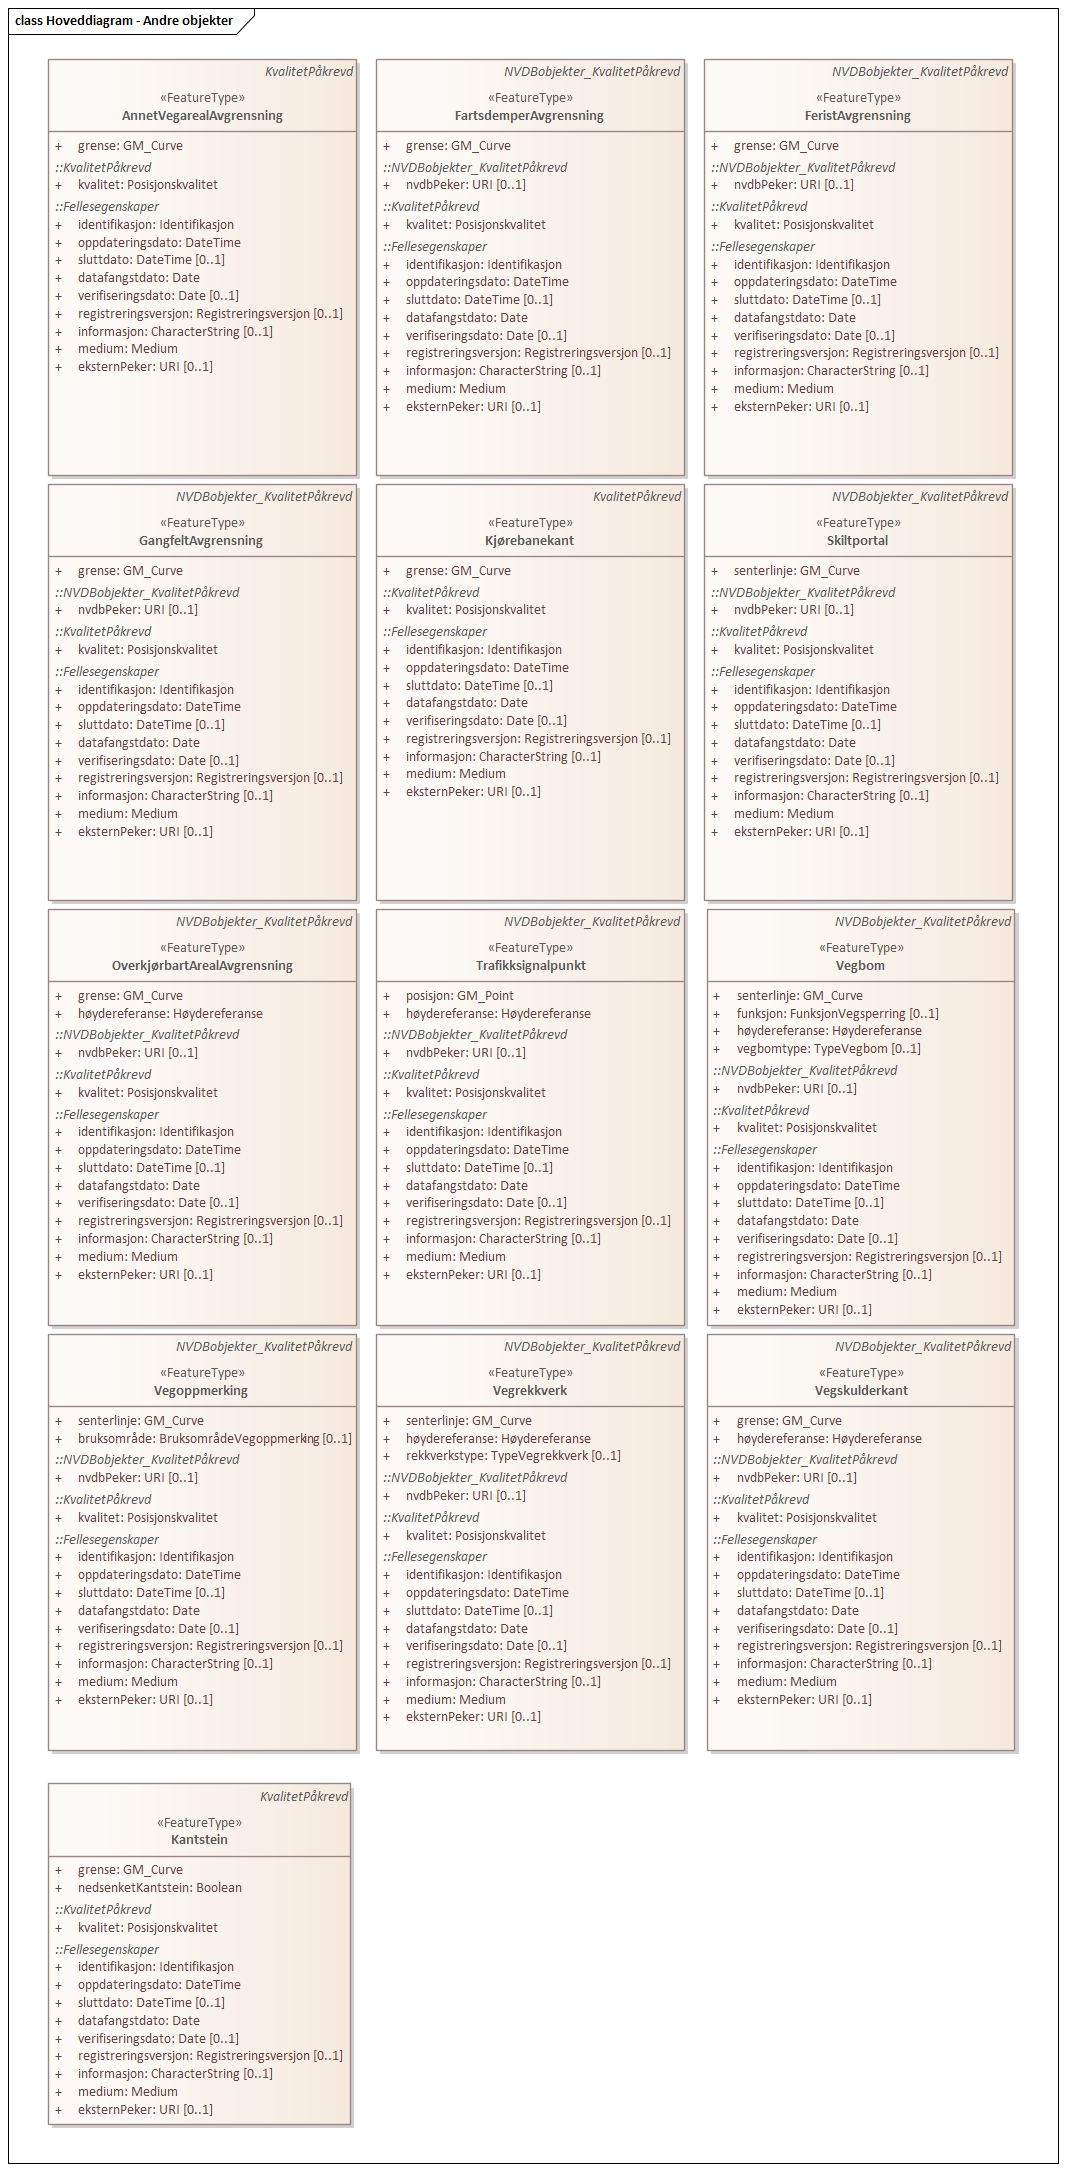 class Hoveddiagram - Andre objekter
KvalitetPåkrevd
«FeatureType»
AnnetVegarealAvgrensning
+ grense: GM_Curve
::KvalitetPåkrevd
+ kvalitet: Posisjonskvalitet
::Fellesegenskaper
+ identifikasjon: Identifikasjon
+ oppdateringsdato: DateTime
+ sluttdato: DateTime [0..1]
+ datafangstdato: Date
+ verifiseringsdato: Date [0..1]
+ registreringsversjon: Registreringsversjon [0..1]
+ informasjon: CharacterString [0..1]
+ medium: Medium
+ eksternPeker: URI [0..1]
NVDBobjekter_KvalitetPåkrevd
«FeatureType»
FartsdemperAvgrensning
+ grense: GM_Curve
::NVDBobjekter_KvalitetPåkrevd
+ nvdbPeker: URI [0..1]
::KvalitetPåkrevd
+ kvalitet: Posisjonskvalitet
::Fellesegenskaper
+ identifikasjon: Identifikasjon
+ oppdateringsdato: DateTime
+ sluttdato: DateTime [0..1]
+ datafangstdato: Date
+ verifiseringsdato: Date [0..1]
+ registreringsversjon: Registreringsversjon [0..1]
+ informasjon: CharacterString [0..1]
+ medium: Medium
+ eksternPeker: URI [0..1]
NVDBobjekter_KvalitetPåkrevd
«FeatureType»
FeristAvgrensning
+ grense: GM_Curve
::NVDBobjekter_KvalitetPåkrevd
+ nvdbPeker: URI [0..1]
::KvalitetPåkrevd
+ kvalitet: Posisjonskvalitet
::Fellesegenskaper
+ identifikasjon: Identifikasjon
+ oppdateringsdato: DateTime
+ sluttdato: DateTime [0..1]
+ datafangstdato: Date
+ verifiseringsdato: Date [0..1]
+ registreringsversjon: Registreringsversjon [0..1]
+ informasjon: CharacterString [0..1]
+ medium: Medium
+ eksternPeker: URI [0..1]
NVDBobjekter_KvalitetPåkrevd
«FeatureType»
GangfeltAvgrensning
+ grense: GM_Curve
::NVDBobjekter_KvalitetPåkrevd
+ nvdbPeker: URI [0..1]
::KvalitetPåkrevd
+ kvalitet: Posisjonskvalitet
::Fellesegenskaper
+ identifikasjon: Identifikasjon
+ oppdateringsdato: DateTime
+ sluttdato: DateTime [0..1]
+ datafangstdato: Date
+ verifiseringsdato: Date [0..1]
+ registreringsversjon: Registreringsversjon [0..1]
+ informasjon: CharacterString [0..1]
+ medium: Medium
+ eksternPeker: URI [0..1]
KvalitetPåkrevd
«FeatureType»
Kjørebanekant
+ grense: GM_Curve
::KvalitetPåkrevd
+ kvalitet: Posisjonskvalitet
::Fellesegenskaper
+ identifikasjon: Identifikasjon
+ oppdateringsdato: DateTime
+ sluttdato: DateTime [0..1]
+ datafangstdato: Date
+ verifiseringsdato: Date [0..1]
+ registreringsversjon: Registreringsversjon [0..1]
+ informasjon: CharacterString [0..1]
+ medium: Medium
+ eksternPeker: URI [0..1]
NVDBobjekter_KvalitetPåkrevd
«FeatureType»
Skiltportal
+ senterlinje: GM_Curve
::NVDBobjekter_KvalitetPåkrevd
+ nvdbPeker: URI [0..1]
::KvalitetPåkrevd
+ kvalitet: Posisjonskvalitet
::Fellesegenskaper
+ identifikasjon: Identifikasjon
+ oppdateringsdato: DateTime
+ sluttdato: DateTime [0..1]
+ datafangstdato: Date
+ verifiseringsdato: Date [0..1]
+ registreringsversjon: Registreringsversjon [0..1]
+ informasjon: CharacterString [0..1]
+ medium: Medium
+ eksternPeker: URI [0..1]
NVDBobjekter_KvalitetPåkrevd
«FeatureType»
OverkjørbartArealAvgrensning
+ grense: GM_Curve
+ høydereferanse: Høydereferanse
::NVDBobjekter_KvalitetPåkrevd
+ nvdbPeker: URI [0..1]
::KvalitetPåkrevd
+ kvalitet: Posisjonskvalitet
::Fellesegenskaper
+ identifikasjon: Identifikasjon
+ oppdateringsdato: DateTime
+ sluttdato: DateTime [0..1]
+ datafangstdato: Date
+ verifiseringsdato: Date [0..1]
+ registreringsversjon: Registreringsversjon [0..1]
+ informasjon: CharacterString [0..1]
+ medium: Medium
+ eksternPeker: URI [0..1]
NVDBobjekter_KvalitetPåkrevd
«FeatureType»
Trafikksignalpunkt
+ posisjon: GM_Point
+ høydereferanse: Høydereferanse
::NVDBobjekter_KvalitetPåkrevd
+ nvdbPeker: URI [0..1]
::KvalitetPåkrevd
+ kvalitet: Posisjonskvalitet
::Fellesegenskaper
+ identifikasjon: Identifikasjon
+ oppdateringsdato: DateTime
+ sluttdato: DateTime [0..1]
+ datafangstdato: Date
+ verifiseringsdato: Date [0..1]
+ registreringsversjon: Registreringsversjon [0..1]
+ informasjon: CharacterString [0..1]
+ medium: Medium
+ eksternPeker: URI [0..1]
NVDBobjekter_KvalitetPåkrevd
«FeatureType»
Vegbom
+ senterlinje: GM_Curve
+ funksjon: FunksjonVegsperring [0..1]
+ høydereferanse: Høydereferanse
+ vegbomtype: TypeVegbom [0..1]
::NVDBobjekter_KvalitetPåkrevd
+ nvdbPeker: URI [0..1]
::KvalitetPåkrevd
+ kvalitet: Posisjonskvalitet
::Fellesegenskaper
+ identifikasjon: Identifikasjon
+ oppdateringsdato: DateTime
+ sluttdato: DateTime [0..1]
+ datafangstdato: Date
+ verifiseringsdato: Date [0..1]
+ registreringsversjon: Registreringsversjon [0..1]
+ informasjon: CharacterString [0..1]
+ medium: Medium
+ eksternPeker: URI [0..1]
NVDBobjekter_KvalitetPåkrevd
«FeatureType»
Vegoppmerking
+ senterlinje: GM_Curve
+ bruksområde: BruksområdeVegoppmerking [0..1]
::NVDBobjekter_KvalitetPåkrevd
+ nvdbPeker: URI [0..1]
::KvalitetPåkrevd
+ kvalitet: Posisjonskvalitet
::Fellesegenskaper
+ identifikasjon: Identifikasjon
+ oppdateringsdato: DateTime
+ sluttdato: DateTime [0..1]
+ datafangstdato: Date
+ verifiseringsdato: Date [0..1]
+ registreringsversjon: Registreringsversjon [0..1]
+ informasjon: CharacterString [0..1]
+ medium: Medium
+ eksternPeker: URI [0..1]
NVDBobjekter_KvalitetPåkrevd
«FeatureType»
Vegrekkverk
+ senterlinje: GM_Curve
+ høydereferanse: Høydereferanse
+ rekkverkstype: TypeVegrekkverk [0..1]
::NVDBobjekter_KvalitetPåkrevd
+ nvdbPeker: URI [0..1]
::KvalitetPåkrevd
+ kvalitet: Posisjonskvalitet
::Fellesegenskaper
+ identifikasjon: Identifikasjon
+ oppdateringsdato: DateTime
+ sluttdato: DateTime [0..1]
+ datafangstdato: Date
+ verifiseringsdato: Date [0..1]
+ registreringsversjon: Registreringsversjon [0..1]
+ informasjon: CharacterString [0..1]
+ medium: Medium
+ eksternPeker: URI [0..1]
NVDBobjekter_KvalitetPåkrevd
«FeatureType»
Vegskulderkant
+ grense: GM_Curve
+ høydereferanse: Høydereferanse
::NVDBobjekter_KvalitetPåkrevd
+ nvdbPeker: URI [0..1]
::KvalitetPåkrevd
+ kvalitet: Posisjonskvalitet
::Fellesegenskaper
+ identifikasjon: Identifikasjon
+ oppdateringsdato: DateTime
+ sluttdato: DateTime [0..1]
+ datafangstdato: Date
+ verifiseringsdato: Date [0..1]
+ registreringsversjon: Registreringsversjon [0..1]
+ informasjon: CharacterString [0..1]
+ medium: Medium
+ eksternPeker: URI [0..1]
KvalitetPåkrevd
«FeatureType»
Kantstein
+ grense: GM_Curve
+ nedsenketKantstein: Boolean
::KvalitetPåkrevd
+ kvalitet: Posisjonskvalitet
::Fellesegenskaper
+ identifikasjon: Identifikasjon
+ oppdateringsdato: DateTime
+ sluttdato: DateTime [0..1]
+ datafangstdato: Date
+ verifiseringsdato: Date [0..1]
+ registreringsversjon: Registreringsversjon [0..1]
+ informasjon: CharacterString [0..1]
+ medium: Medium
+ eksternPeker: URI [0..1]